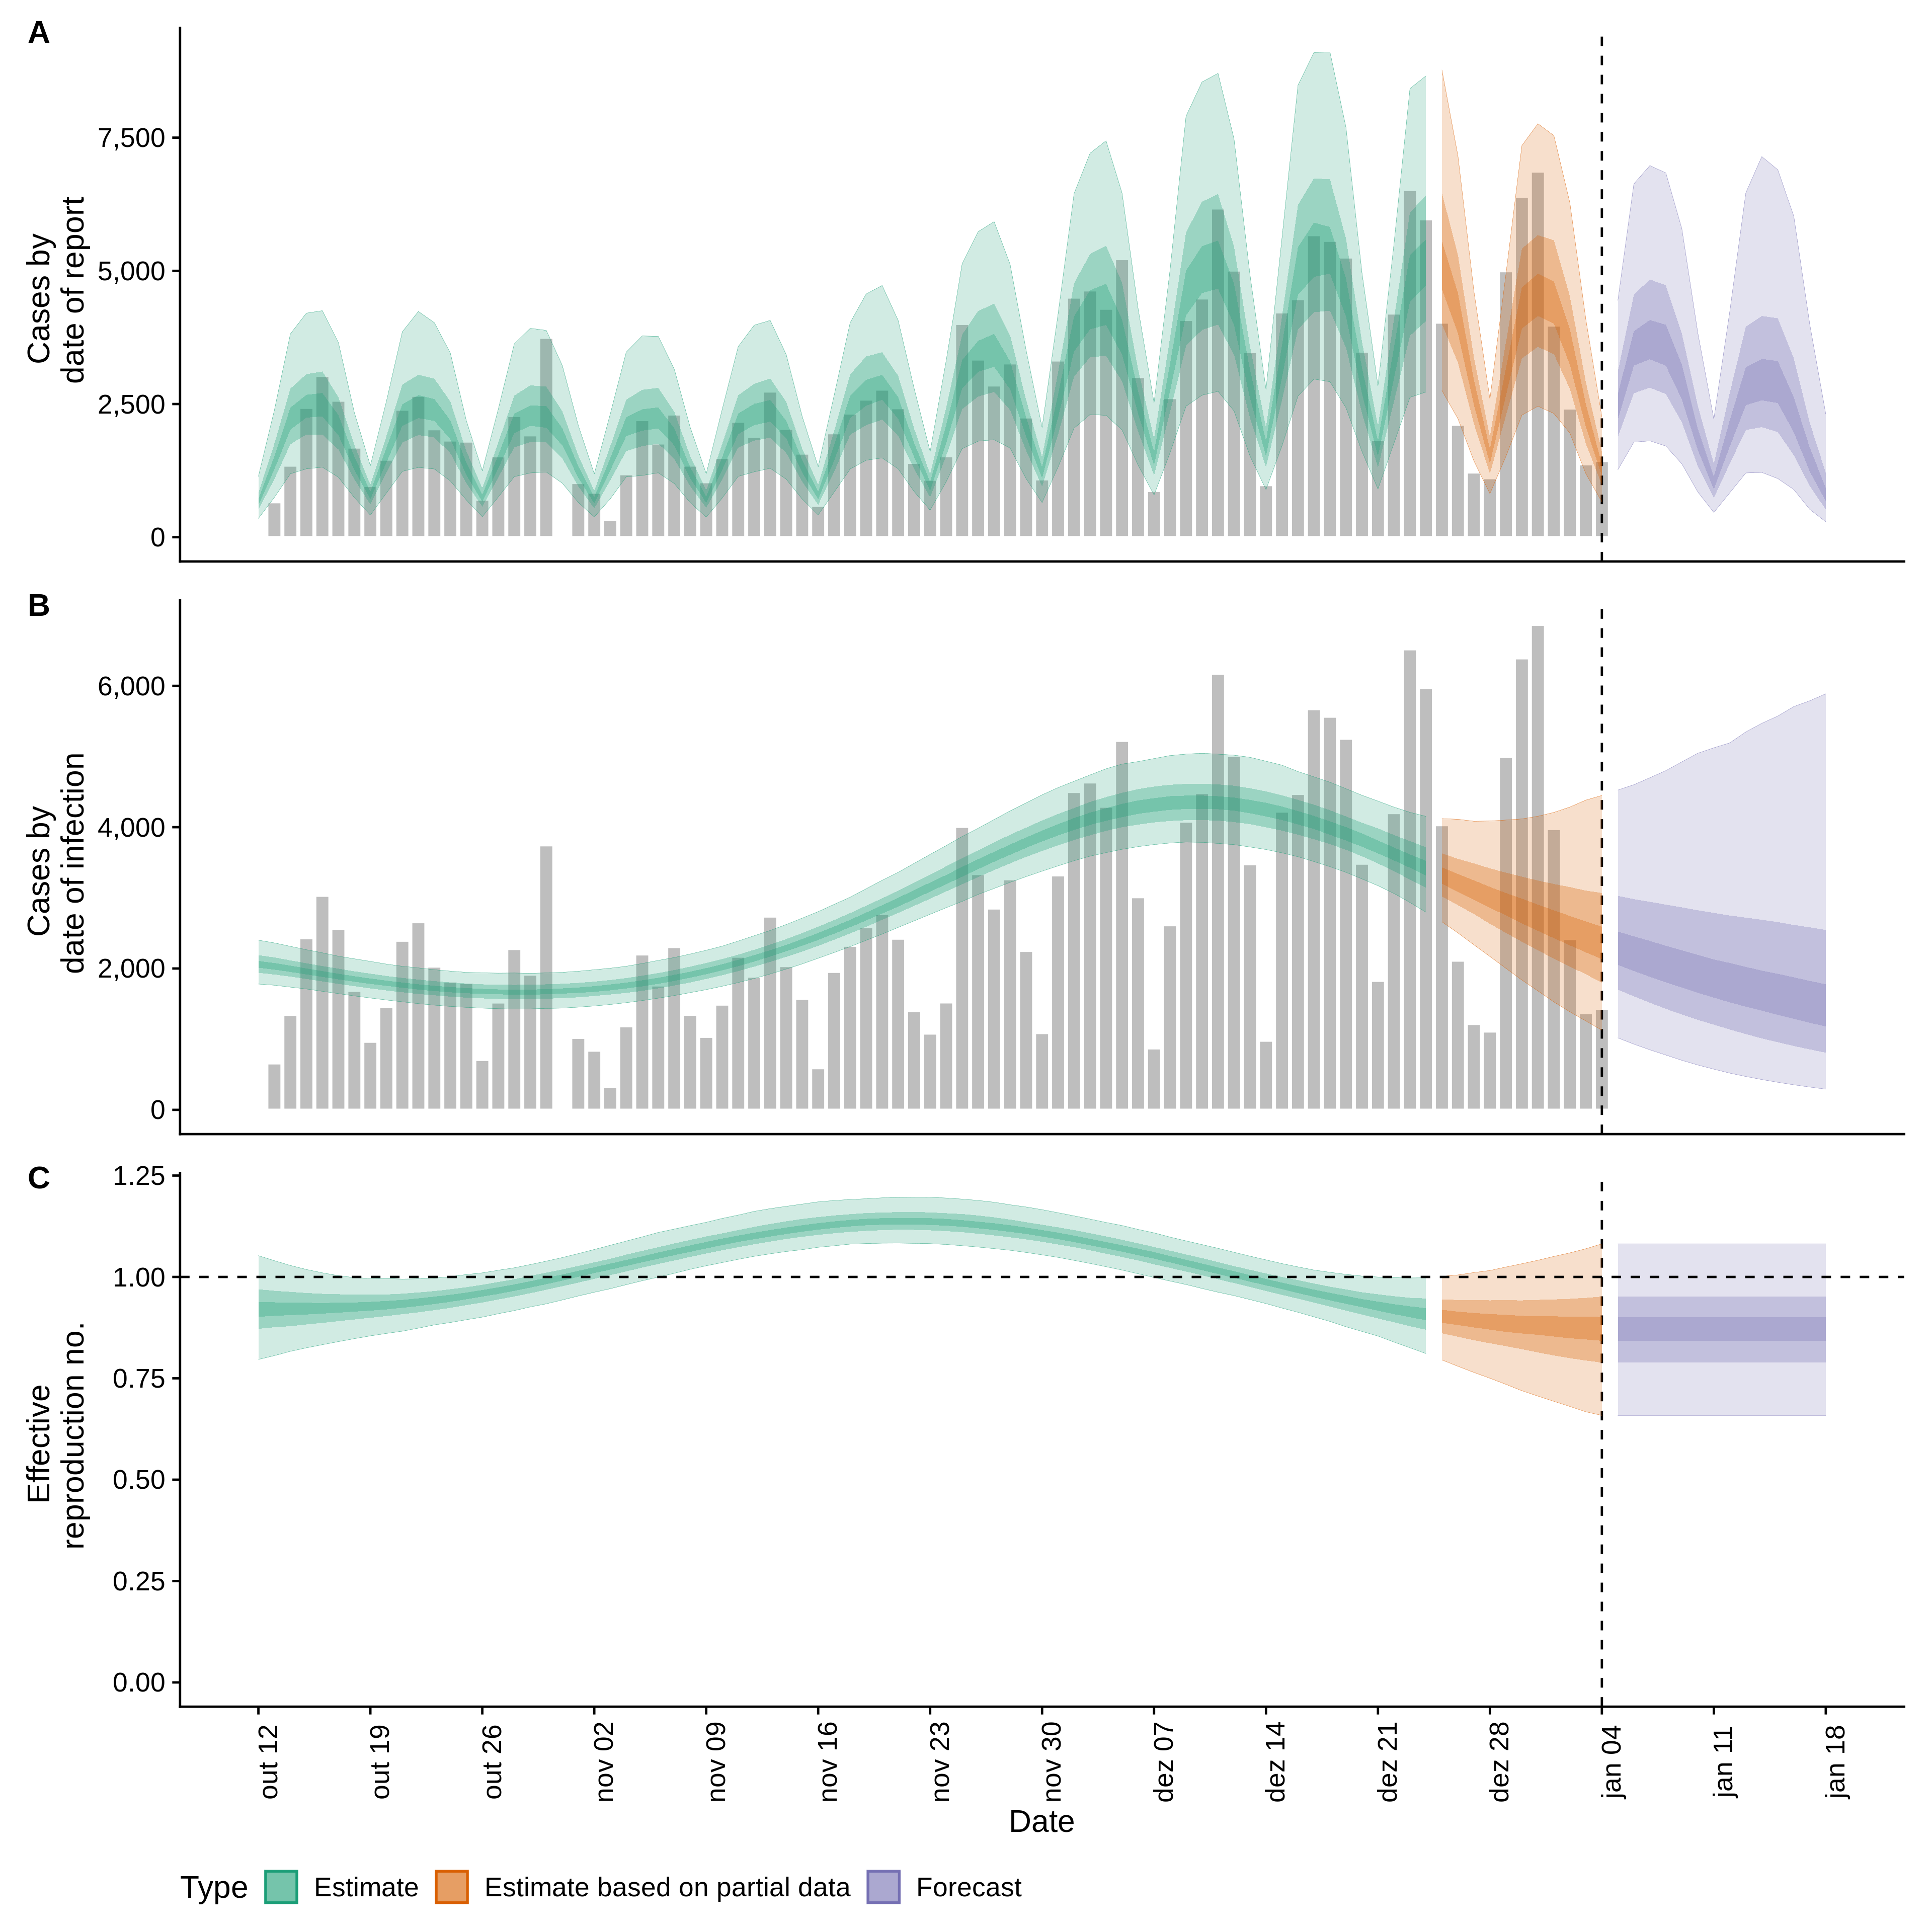 A
Cases by
date of report
7,500
5,000
2,500
0
B
Cases by
date of infection
6,000
4,000
2,000
0
C
Effective
reproduction no.
1.25
1.00
0.75
0.50
0.25
0.00
out 12
out 19
out 26
nov 02
nov 09
nov 16
nov 23
nov 30
dez 07
dez 14
dez 21
dez 28
jan 04
jan 11
jan 18
Date
Type Estimate Estimate based on partial data Forecast